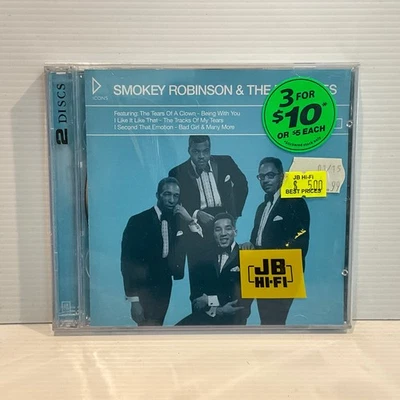 2 DISCS
ICONS
SMOKEY ROBINSON & THE
Featuring: The Tears Of A Clown - Being With You
I Like It Like That - The Tracks Of My Tears
I Second That Emotion - Bad Girl & Many More
3 FOR
$10*
OR $5 EACH
JB HI-FI
$ 5.00
BEST PRICES
JB
HI-FI